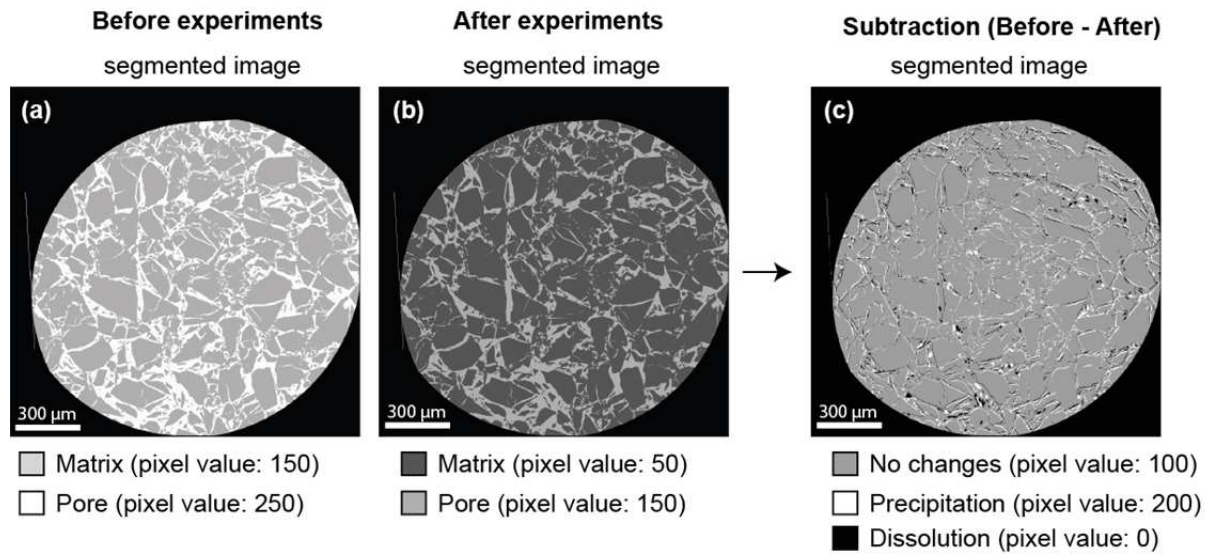 Before experiments
segmented image
After experiments
segmented image
Subtraction (Before - After)
segmented image
(a)
300 µm
(b)
300 µm
(c)
300 µm
Matrix (pixel value: 150)
Pore (pixel value: 250)
Matrix (pixel value: 50)
Pore (pixel value: 150)
No changes (pixel value: 100)
Precipitation (pixel value: 200)
Dissolution (pixel value: 0)